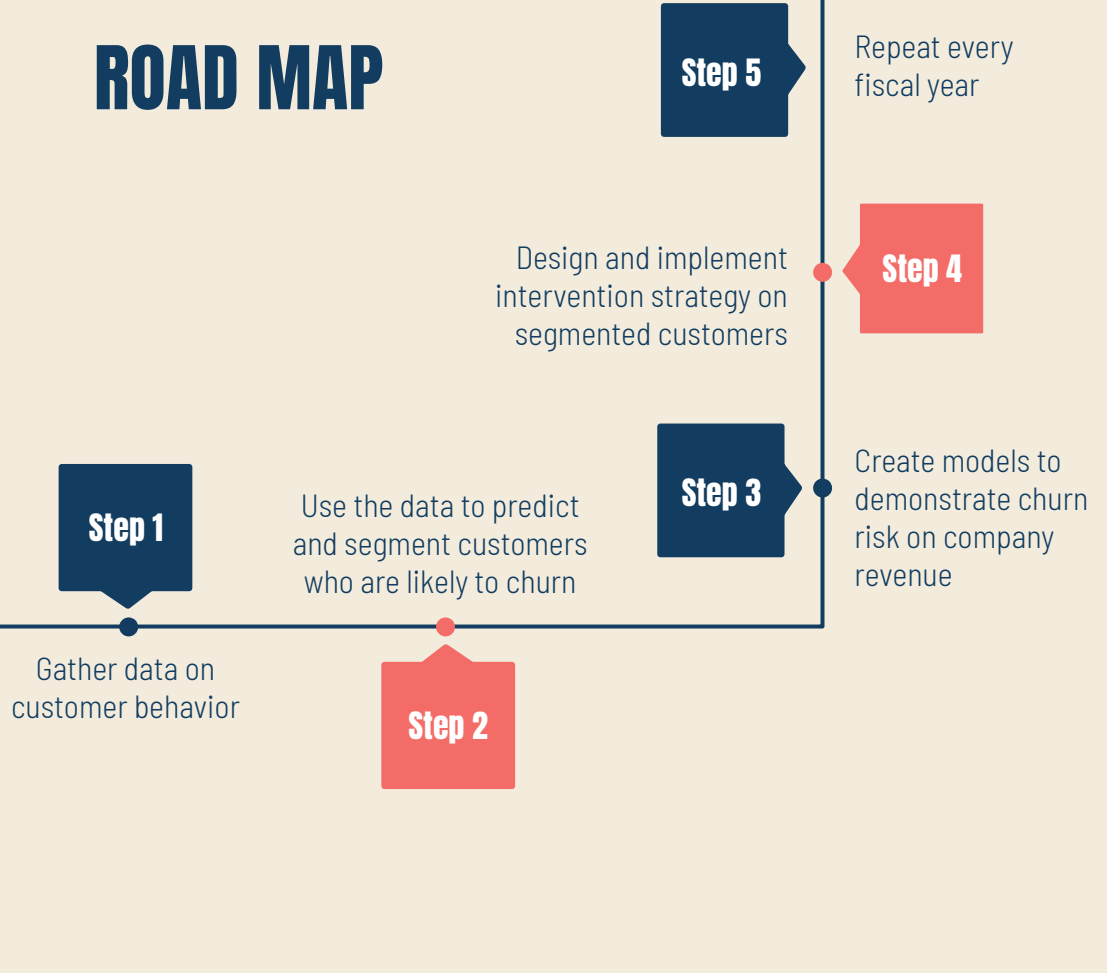 ROAD MAP
Step 1
Gather data on
customer behavior
Step 2
Use the data to predict
and segment customers
who are likely to churn
Step 3
Create models to
demonstrate churn
risk on company
revenue
Step 4
Design and implement
intervention strategy on
segmented customers
Step 5
Repeat every
fiscal year